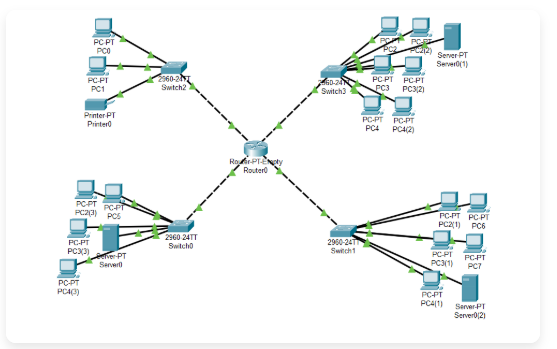 PC-PT
PC0
PC-PT
PC1
Printer-PT
Printer0
2960-24TT
Switch2
PC-PT
PC2
PC-PT
PC2(2)
Server-PT
Server0(1)
2960-24TT
Switch3
PC-PT
PC3
PC-PT
PC3(2)
PC-PT
PC4
PC-PT
PC4(2)
Router-PT-Empty
Router0
PC-PT
PC2(3)
PC-PT
PC5
PC-PT
PC3(3)
Server-PT
Server0
PC-PT
PC4(3)
2960-24TT
Switch0
2960-24TT
Switch1
PC-PT
PC2(1)
PC-PT
PC6
PC-PT
PC3(1)
PC-PT
PC7
PC-PT
PC4(1)
Server-PT
Server0(2)